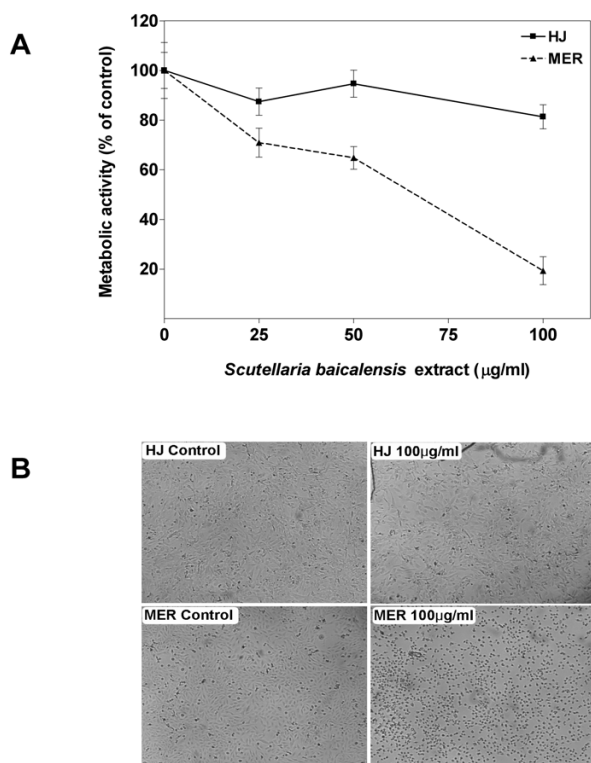 A
Metabolic activity (% of control)
120
100
80
60
40
20
HJ
MER
0
25
50
75
100
Scutellaria baicalensis extract (μg/ml)
B
HJ Control
HJ 100μg/ml
MER Control
MER 100μg/ml